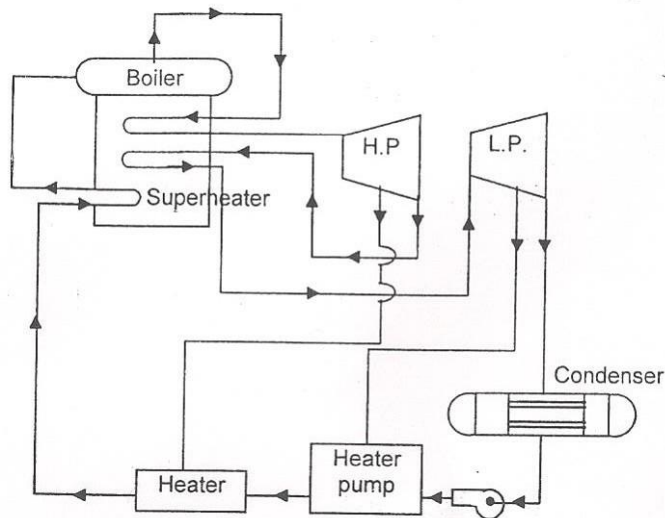 Boiler
H.P
L.P.
Superheater
Condenser
Heater
Heater
pump